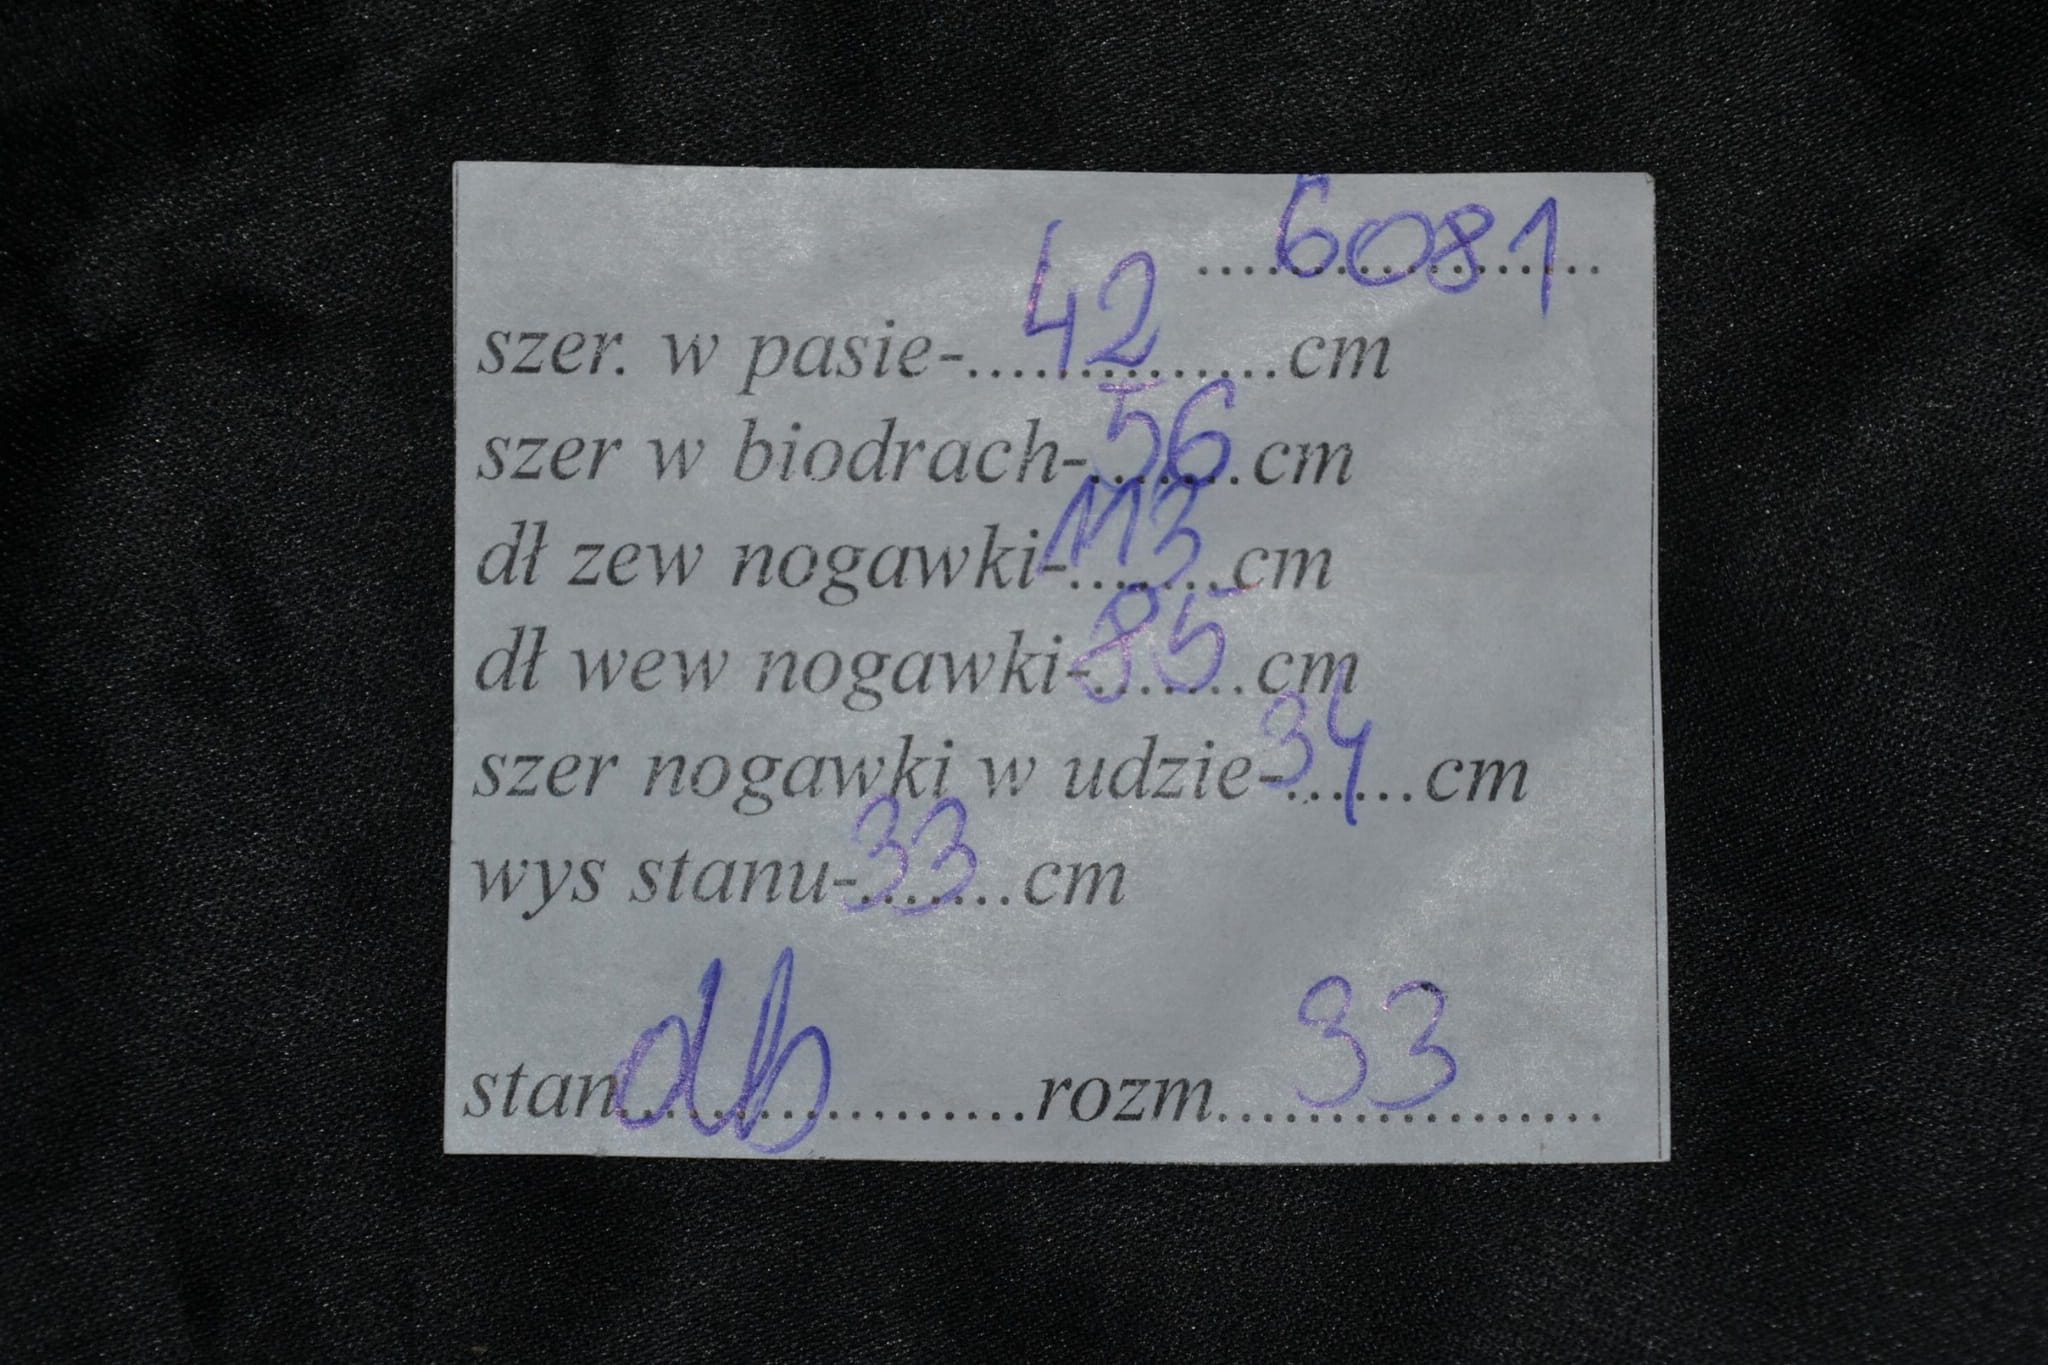 6081
szer. w pasie-....42....cm
szer w biodrach-..56..cm
dł zew nogawki-..113..cm
dł wew nogawki-..85..cm
szer nogawki w udzie-..34..cm
wys stanu-..33..cm
stan...db...rozm...33...